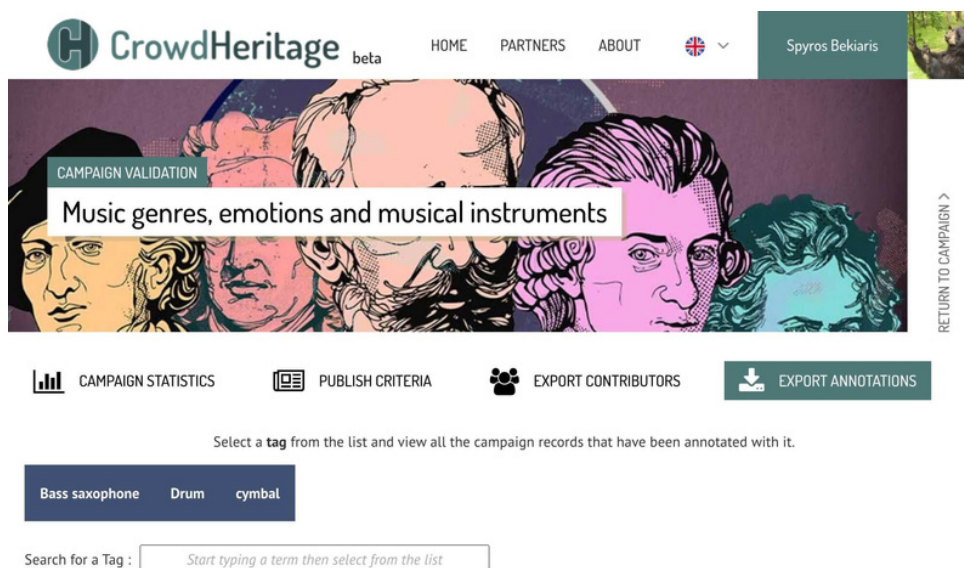 CrowdHeritage beta
HOME PARTNERS ABOUT
Spyros Bekiaris
CAMPAIGN VALIDATION
Music genres, emotions and musical instruments
RETURN TO CAMPAIGN >
CAMPAIGN STATISTICS
PUBLISH CRITERIA
EXPORT CONTRIBUTORS
EXPORT ANNOTATIONS
Select a tag from the list and view all the campaign records that have been annotated with it.
Bass saxophone Drum cymbal
Search for a Tag : Start typing a term then select from the list